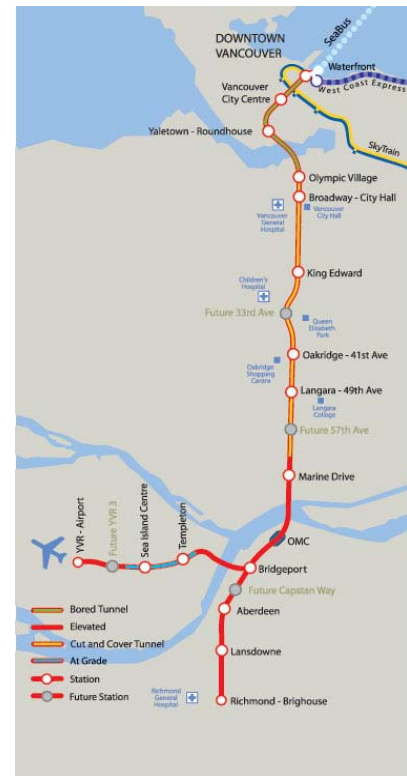 SeaBus
DOWNTOWN
VANCOUVER
Waterfront
West Coast Express
Vancouver
City Centre
Yaletown - Roundhouse
SkyTrain
Olympic Village
Broadway - City Hall
Vancouver
General
Hospital
Vancouver
City Hall
King Edward
Children's
Hospital
Future 33rd Ave
Queen
Elizabeth
Park
Oakridge - 41st Ave
Oakridge
Shopping
Centre
Langara - 49th Ave
Langara
College
Future 57th Ave
Marine Drive
YVR - Airport
Future YVR 3
Sea Island Centre
Templeton
OMC
Bridgeport
Future Capstan Way
Aberdeen
Lansdowne
Richmond - Brighouse
Richmond
General
Hospital
Bored Tunnel
Elevated
Cut and Cover Tunnel
At Grade
Station
Future Station